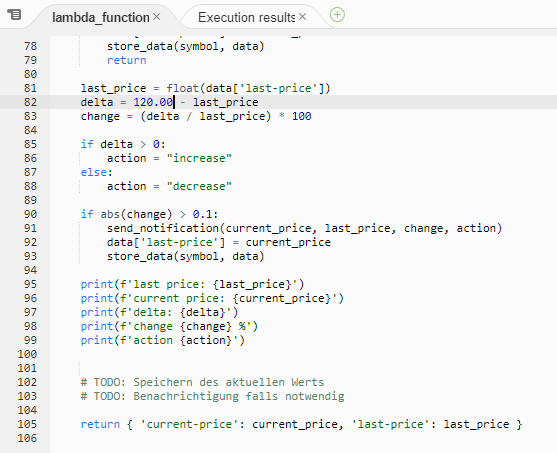 lambda_function × Execution results ×
78 store_data(symbol, data)
79 return
80
81 last_price = float(data['last-price'])
82 delta = 120.00 - last_price
83 change = (delta / last_price) * 100
84
85 if delta > 0:
86 action = "increase"
87 else:
88 action = "decrease"
89
90 if abs(change) > 0.1:
91 send_notification(current_price, last_price, change, action)
92 data['last-price'] = current_price
93 store_data(symbol, data)
94
95 print(f'last price: {last_price}')
96 print(f'current price: {current_price}')
97 print(f'delta: {delta}')
98 print(f'change {change} %')
99 print(f'action {action}')
100
101
102 # TODO: Speichern des aktuellen Werts
103 # TODO: Benachrichtigung falls notwendig
104
105 return { 'current-price': current_price, 'last-price': last_price }
106